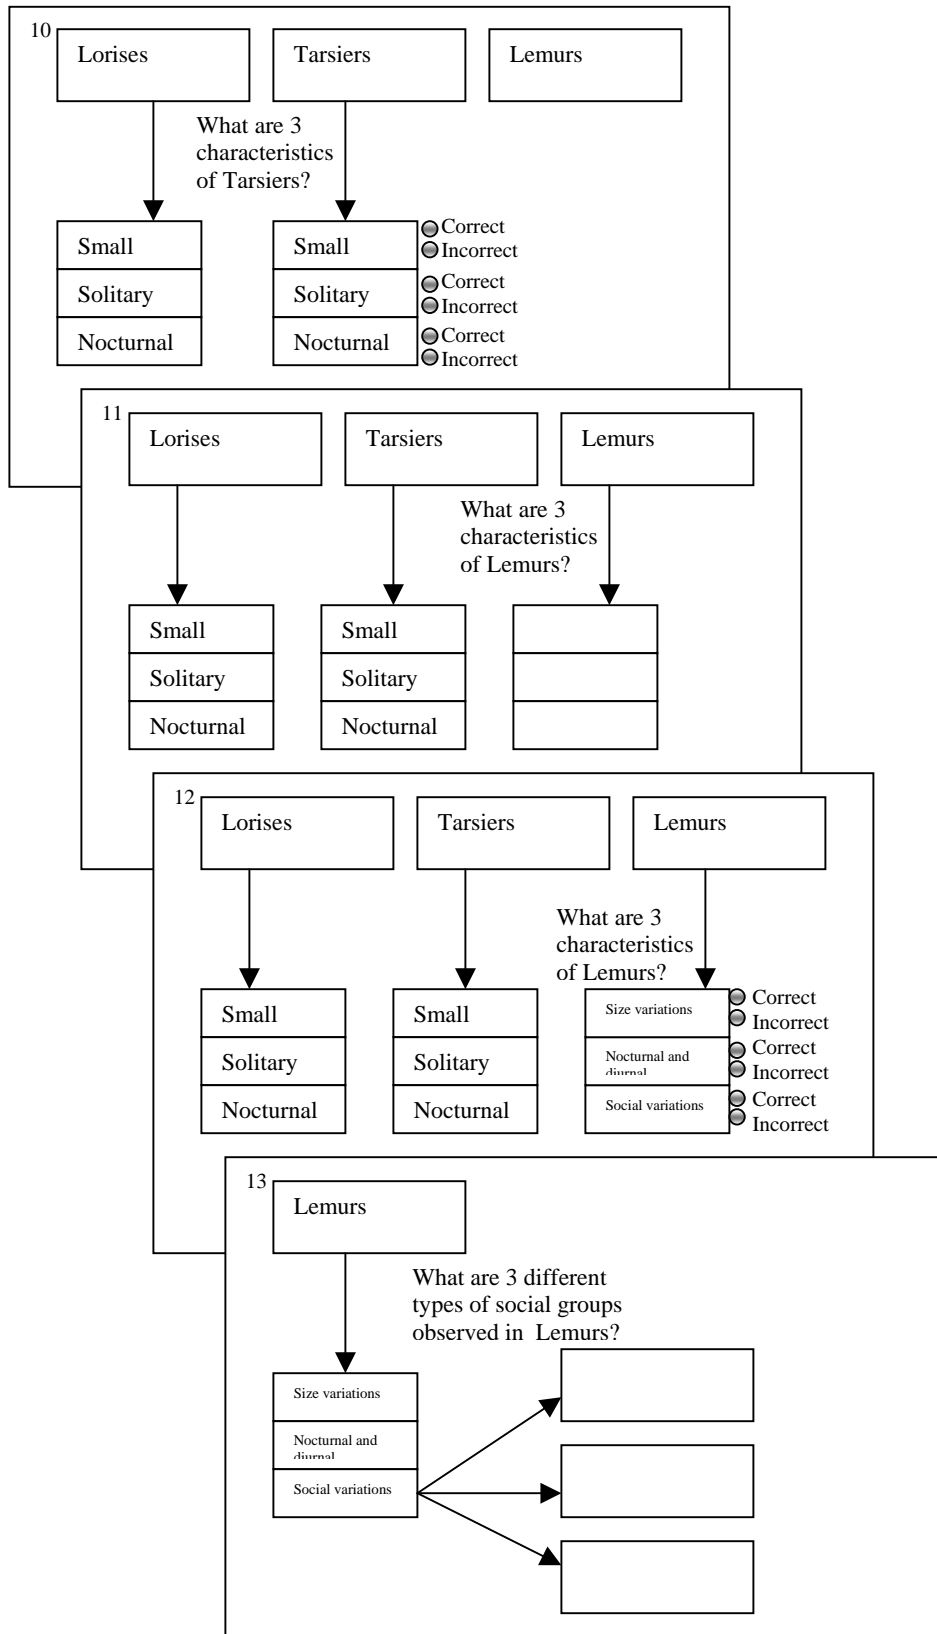 10
Lorises
Tarsiers
Lemurs
What are 3
characteristics
of Tarsiers?
Small
Solitary
Nocturnal
Small
Solitary
Nocturnal
Correct
Incorrect
Correct
Incorrect
Correct
Incorrect
11
Lorises
Tarsiers
Lemurs
What are 3
characteristics
of Lemurs?
Small
Solitary
Nocturnal
Small
Solitary
Nocturnal
12
Lorises
Tarsiers
Lemurs
What are 3
characteristics
of Lemurs?
Small
Solitary
Nocturnal
Small
Solitary
Nocturnal
Size variations
Nocturnal and
diurnal
Social variations
Correct
Incorrect
Correct
Incorrect
Correct
Incorrect
13
Lemurs
What are 3 different
types of social groups
observed in Lemurs?
Size variations
Nocturnal and
diurnal
Social variations